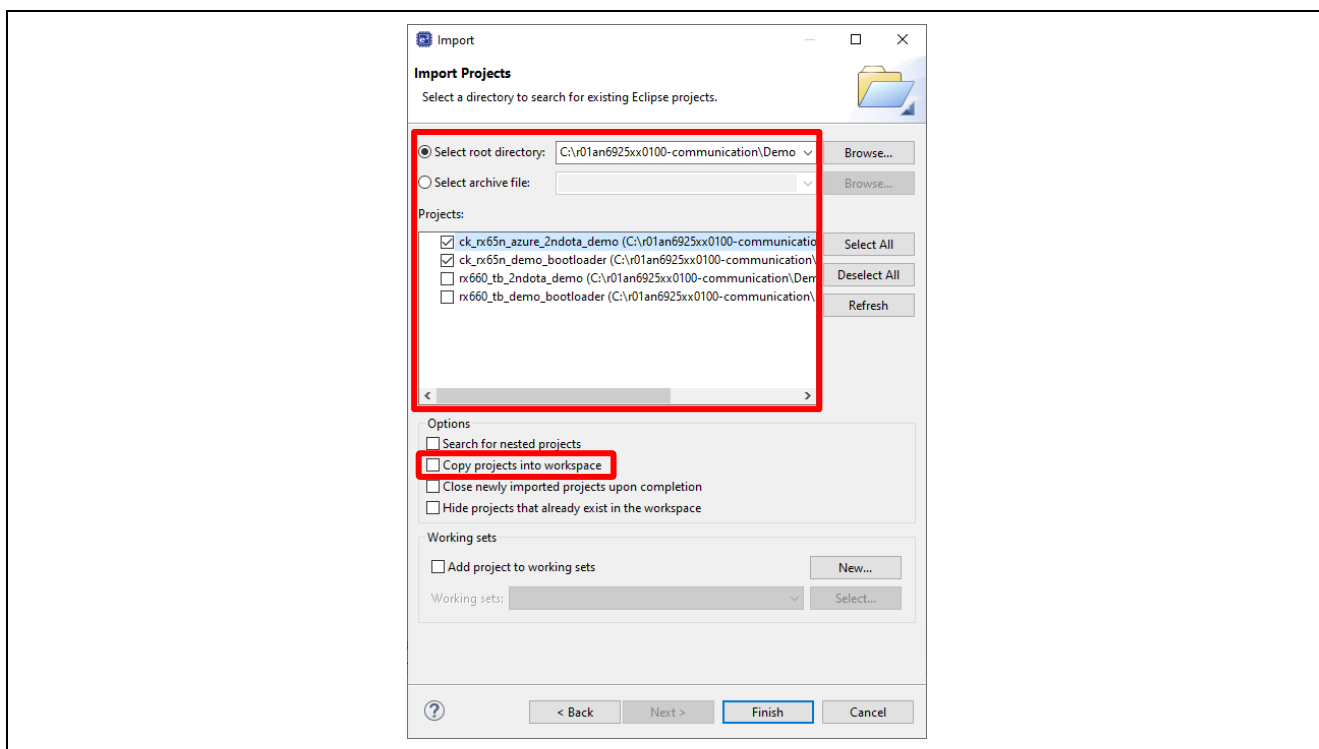 Import
Import Projects
Select a directory to search for existing Eclipse projects.
Select root directory: C:\r01an6925xx0100-communication\Demo Browse...
Select archive file: Browse...
Projects:
ck_rx65n_azure_2ndota_demo (C:\r01an6925xx0100-communicatio Select All
ck_rx65n_demo_bootloader (C:\r01an6925xx0100-communication\
rx660_tb_2ndota_demo (C:\r01an6925xx0100-communication\Dem Deselect All
rx660_tb_demo_bootloader (C:\r01an6925xx0100-communication\
Refresh
Options
Search for nested projects
Copy projects into workspace
Close newly imported projects upon completion
Hide projects that already exist in the workspace
Working sets
Add project to working sets New...
Working sets: Select...
? < Back Next > Finish Cancel